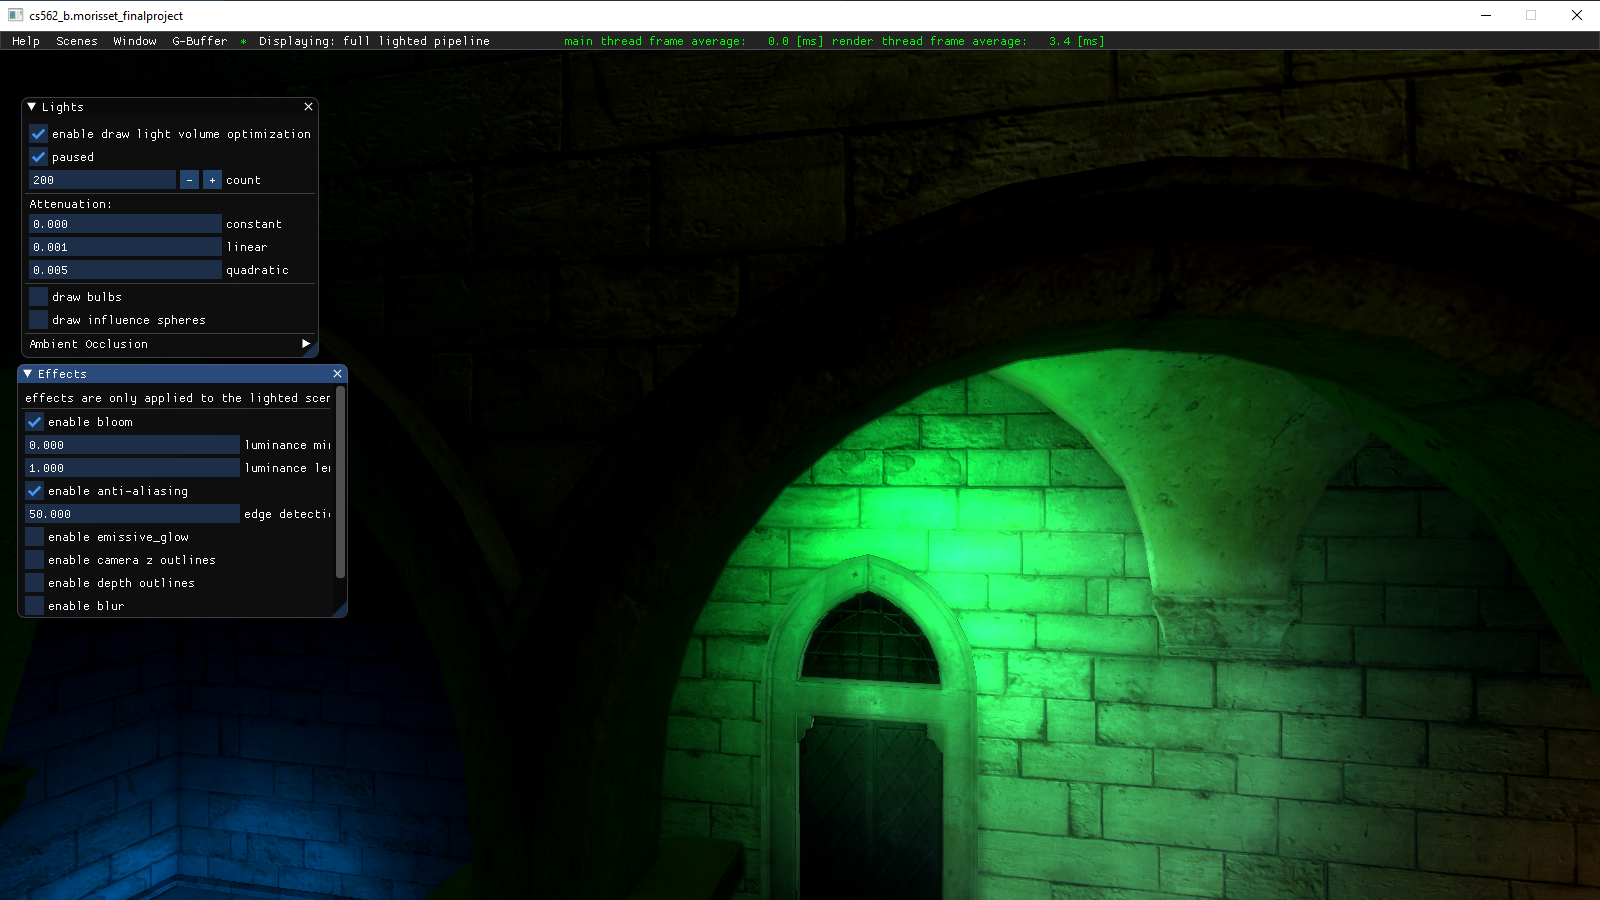 cs562_b.morisset_finalproject
Help Scenes Window G-Buffer * Displaying: full lighted pipeline main thread frame average: 0.0 [ms] render thread frame average: 3.4 [ms]
Lights
enable draw light volume optimization
paused
200 - + count
Attenuation:
0.000 constant
0.001 linear
0.005 quadratic
draw bulbs
draw influence spheres
Ambient Occlusion
Effects
effects are only applied to the lighted scen
enable bloom
0.000 luminance min
1.000 luminance len
enable anti-aliasing
50.000 edge detecti
enable emissive_glow
enable camera z outlines
enable depth outlines
enable blur